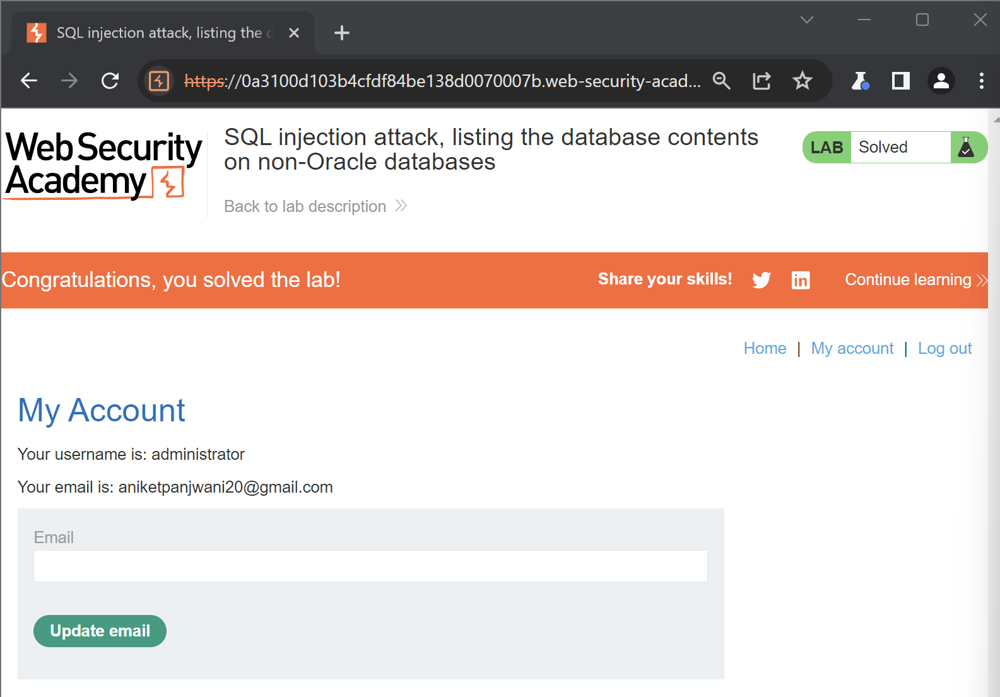 SQL injection attack, listing the
https://0a3100d103b4cfdf84be138d0070007b.web-security-acad...
Web Security
Academy
SQL injection attack, listing the database contents
on non-Oracle databases
Back to lab description
LAB Solved
Congratulations, you solved the lab!
Share your skills!
Continue learning
Home | My account | Log out
My Account
Your username is: administrator
Your email is: aniketpanjwani20@gmail.com
Email
Update email